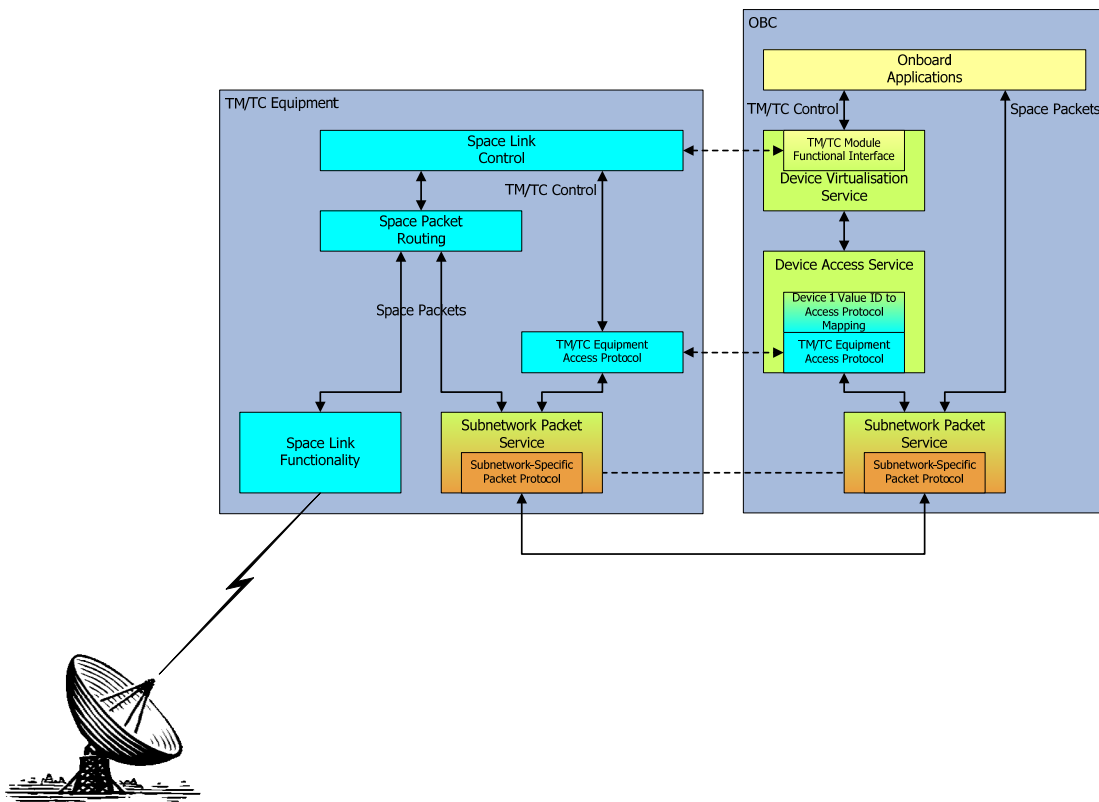 OBC
Onboard
Applications
TM/TC Equipment
TM/TC Control
Space Packets
Space Link
Control
TM/TC Module
Functional Interface
Device Virtualisation
Service
TM/TC Control
Space Packet
Routing
Device Access Service
Device 1 Value ID to
Access Protocol
Mapping
Space Packets
TM/TC Equipment
Access Protocol
TM/TC Equipment
Access Protocol
Space Link
Functionality
Subnetwork Packet
Service
Subnetwork-Specific
Packet Protocol
Subnetwork Packet
Service
Subnetwork-Specific
Packet Protocol